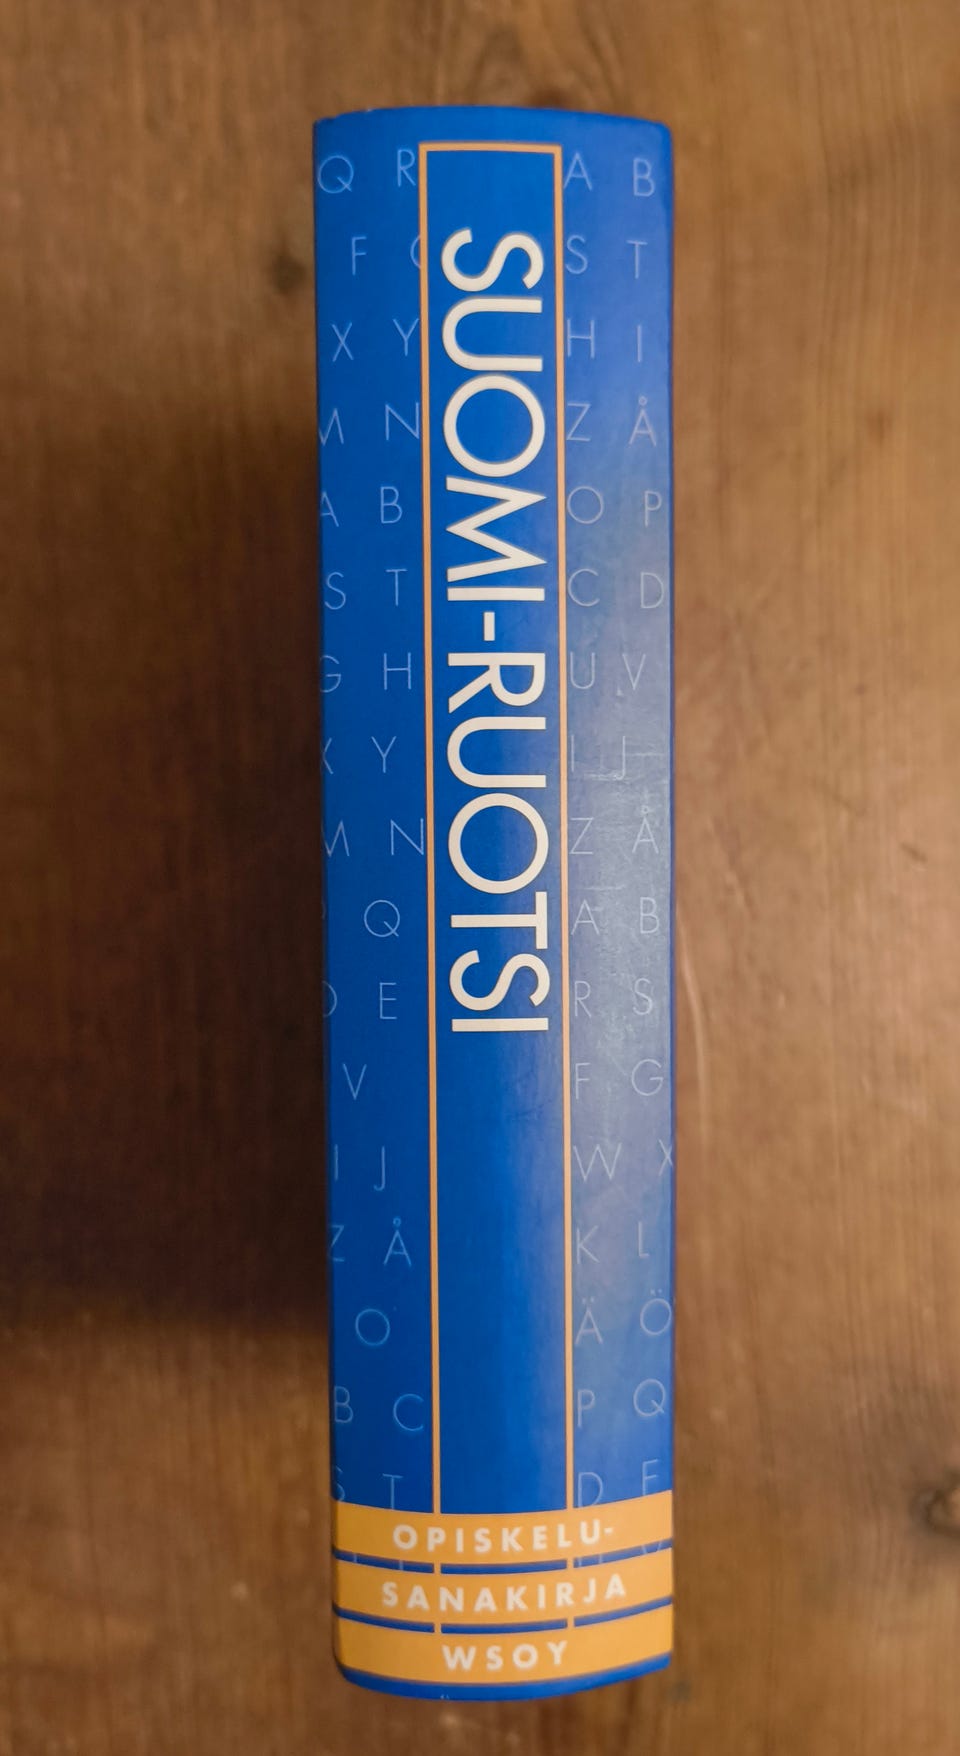 SUOMI-RUOTSI
OPISKELU-
SANAKIRJA
WSOY
Q R
F
X Y
M N
A B
S T
G H
X Y
M N
Q
E
V
I J
Z Å
O
B C
S T
A B
S T
H I
Z Å
O P
C D
U V
I J
Z Å
A B
R S
F G
W X
K L
Ä Ö
P Q
D E